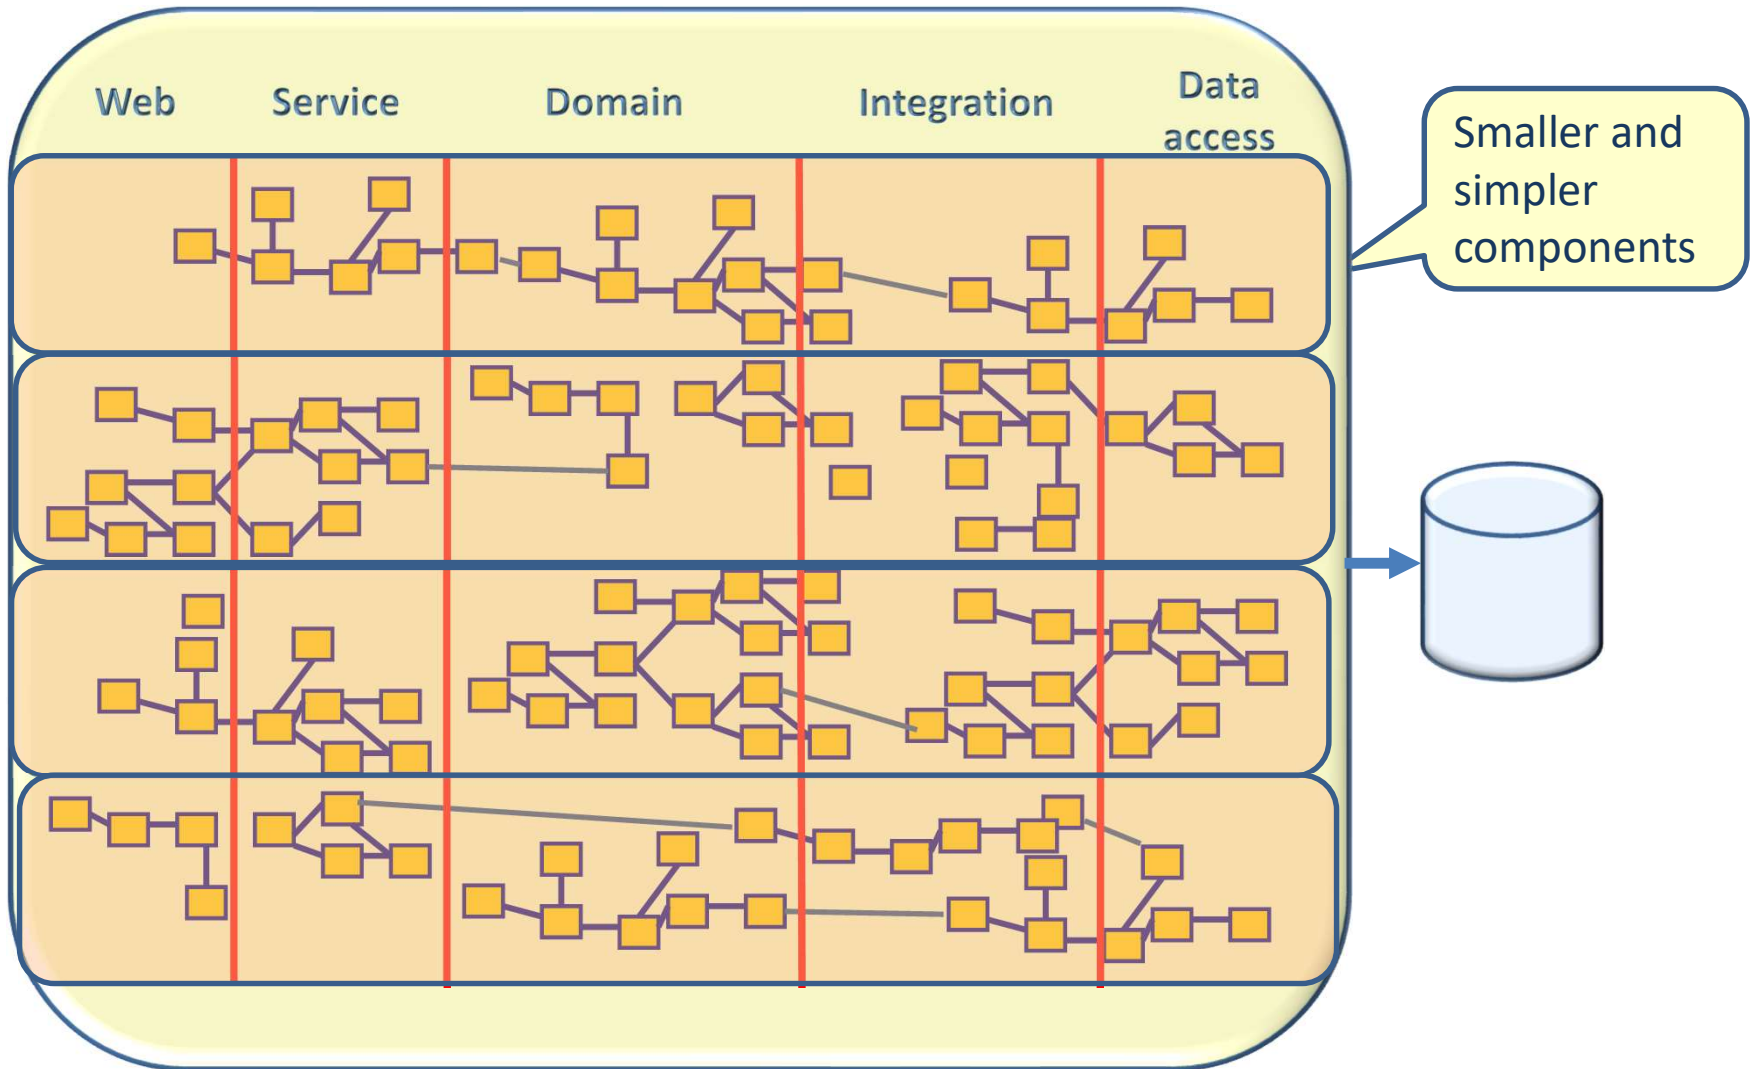 Web
Service
Domain
Integration
Data
access
Smaller and
simpler
components